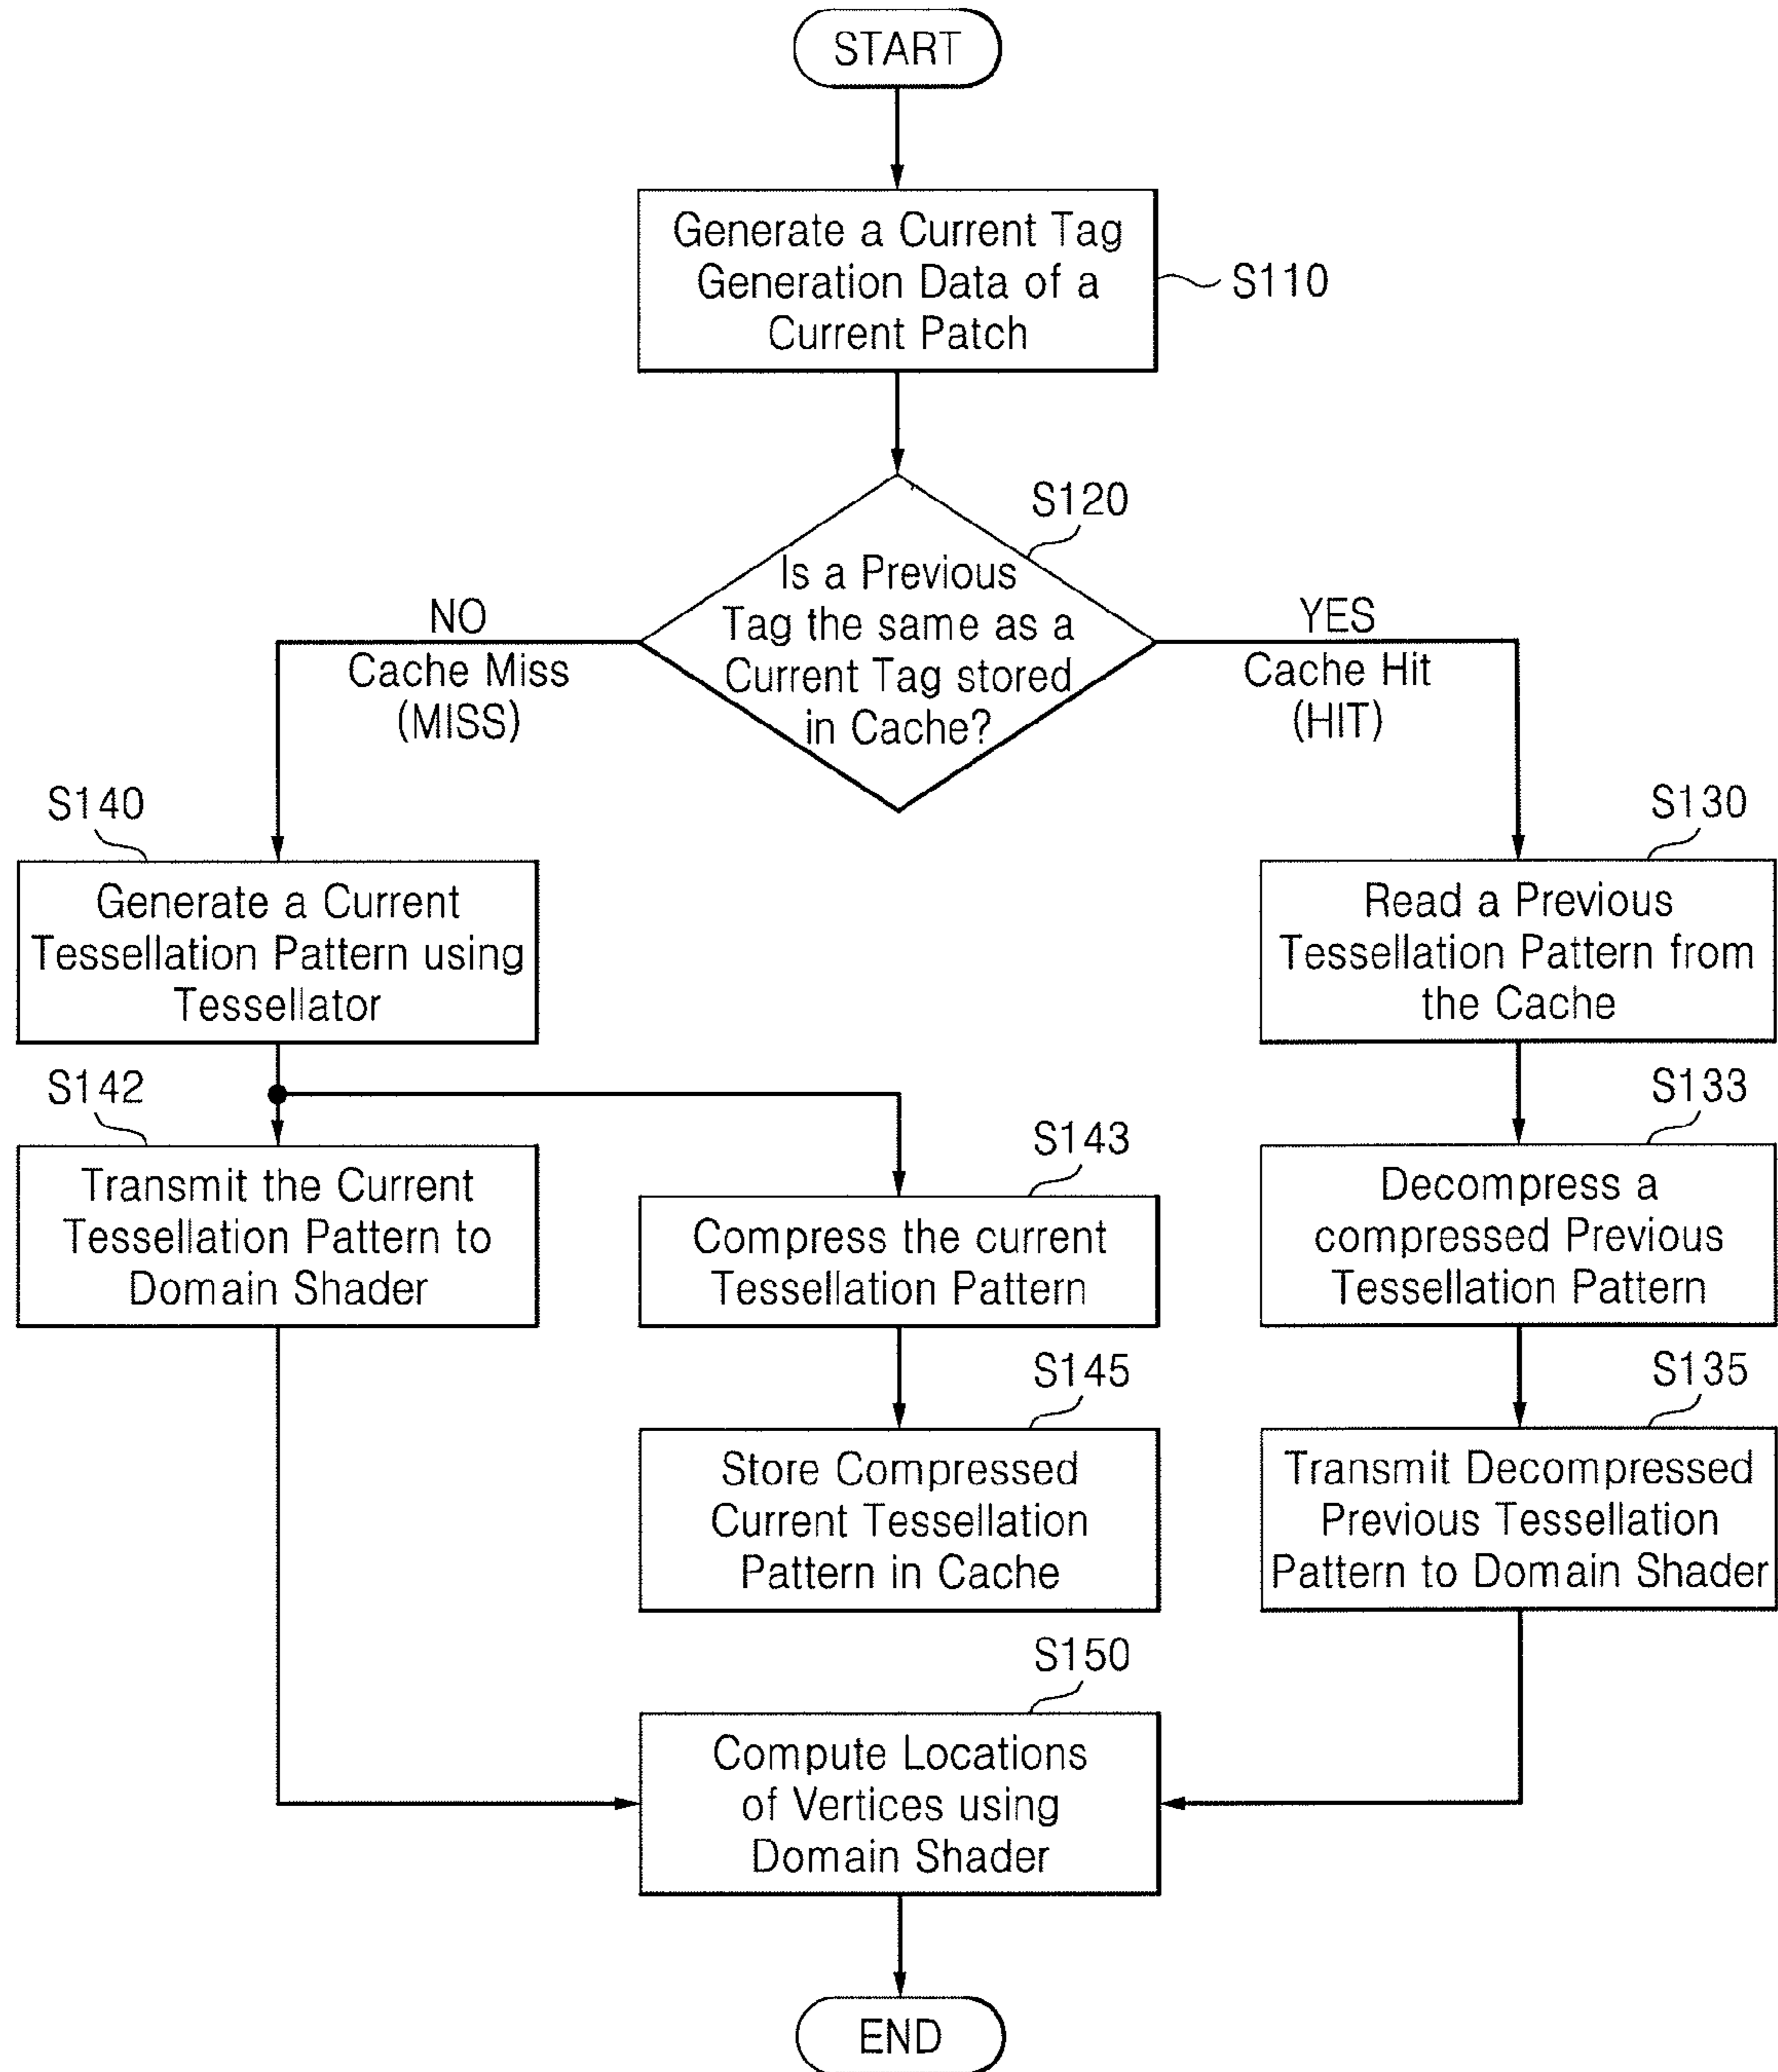 START
Generate a Current Tag
Generation Data of a
Current Patch
S110
S120
Is a Previous
Tag the same as a
Current Tag stored
in Cache?
NO
Cache Miss
(MISS)
YES
Cache Hit
(HIT)
S140
Generate a Current
Tessellation Pattern using
Tessellator
S130
Read a Previous
Tessellation Pattern from
the Cache
S142
Transmit the Current
Tessellation Pattern to
Domain Shader
S143
Compress the current
Tessellation Pattern
S133
Decompress a
compressed Previous
Tessellation Pattern
S145
Store Compressed
Current Tessellation
Pattern in Cache
S135
Transmit Decompressed
Previous Tessellation
Pattern to Domain Shader
S150
Compute Locations
of Vertices using
Domain Shader
END